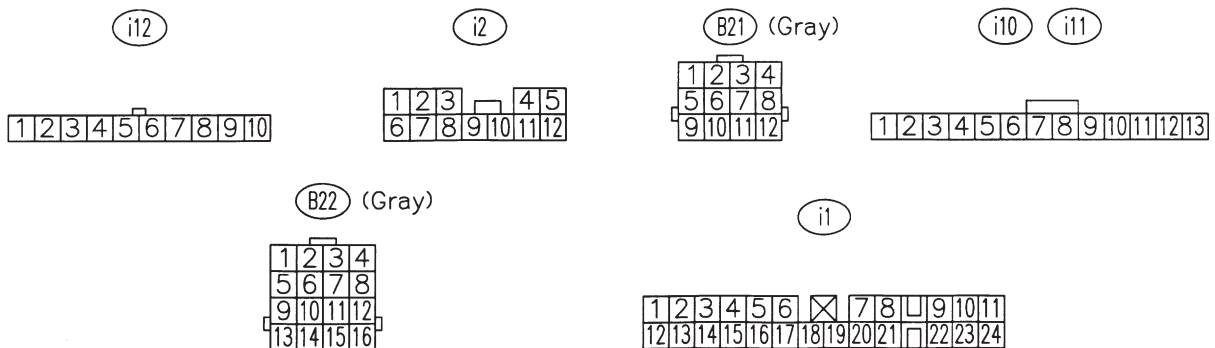 i12
1 2 3 4 5 6 7 8 9 10
i2
1 2 3 4 5
6 7 8 9 10 11 12
B21 (Gray)
1 2 3 4
5 6 7 8
9 10 11 12
i10 i11
1 2 3 4 5 6 7 8 9 10 11 12 13
B22 (Gray)
1 2 3 4
5 6 7 8
9 10 11 12
13 14 15 16
i1
1 2 3 4 5 6 7 8 9 10 11
12 13 14 15 16 17 18 19 20 21 22 23 24